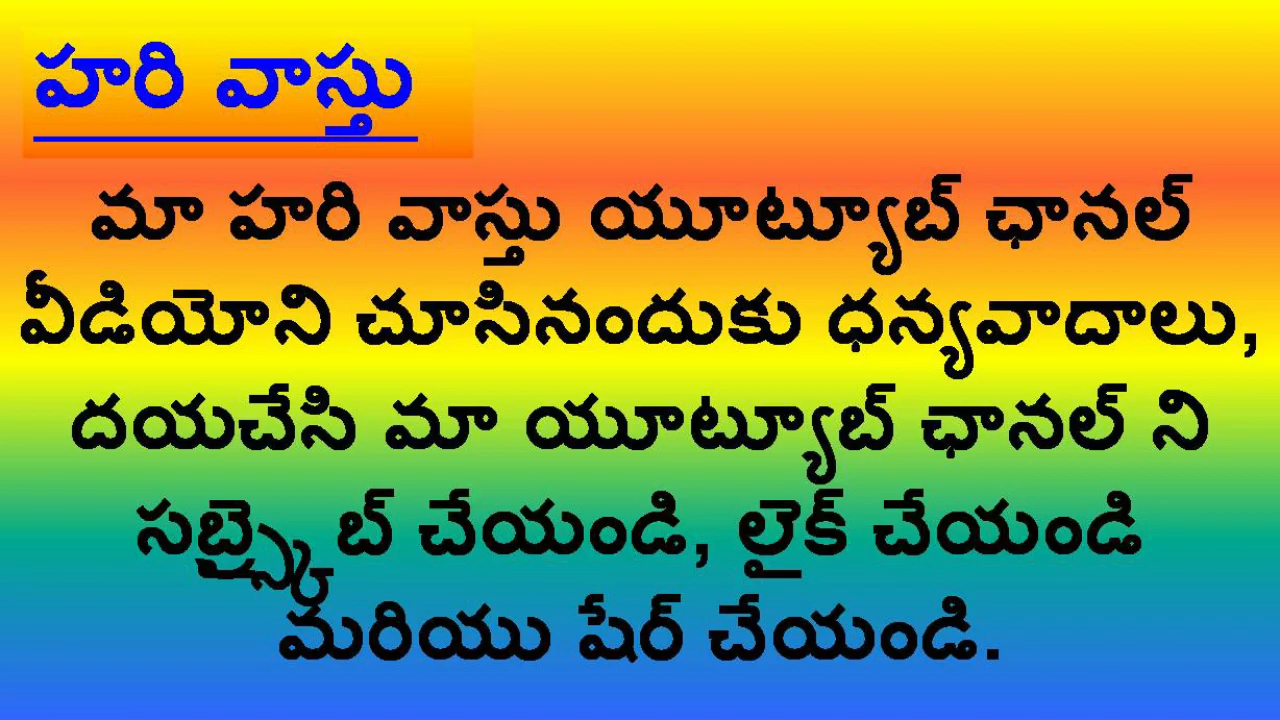 హరి వాస్తు
మా హరి వాస్తు యూట్యూబ్ ఛానల్
వీడియోని చూసినందుకు ధన్యవాదాలు,
దయచేసి మా యూట్యూబ్ ఛానల్ ని
సబ్స్క్రైబ్ చేయండి, లైక్ చేయండి
మరియు షేర్ చేయండి.